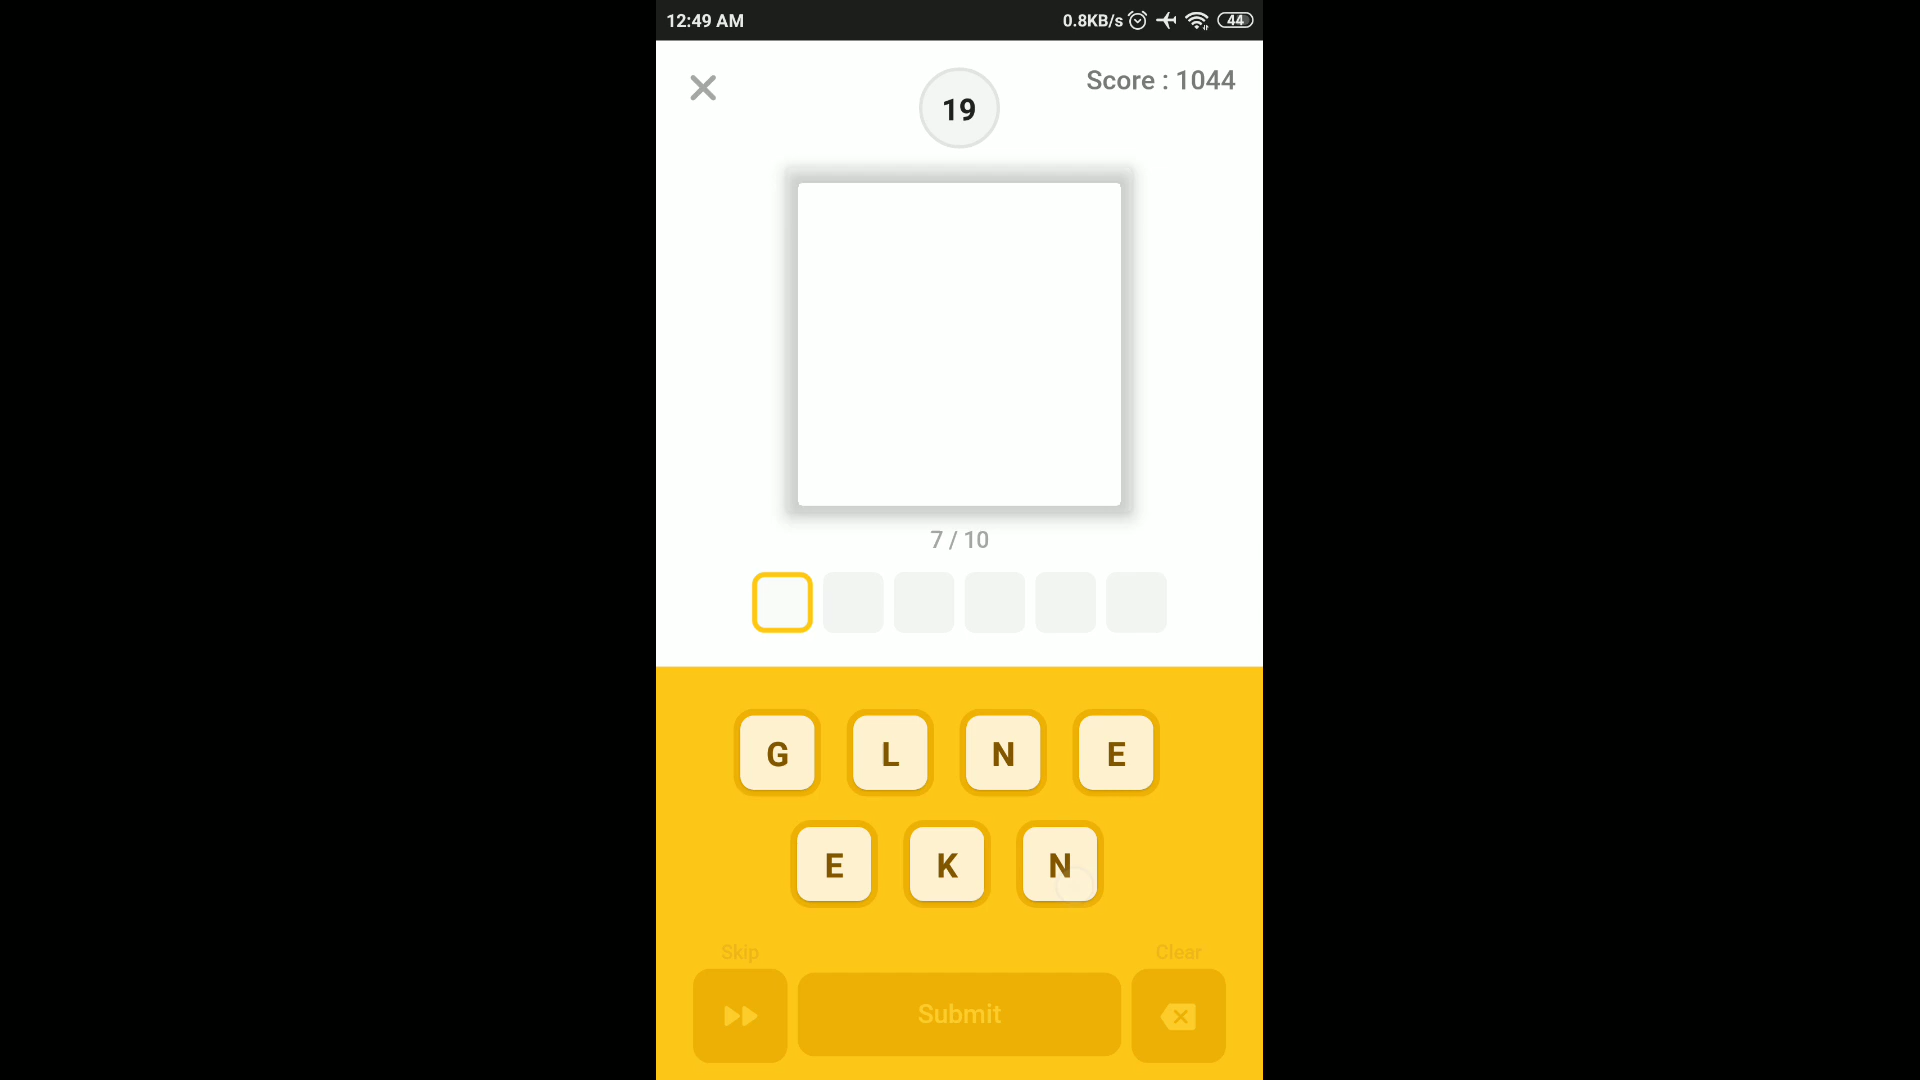 12:49 AM 0.8KB/s 44
Score : 1044
19
7 / 10
G L N E
E K N
Skip Clear
Submit